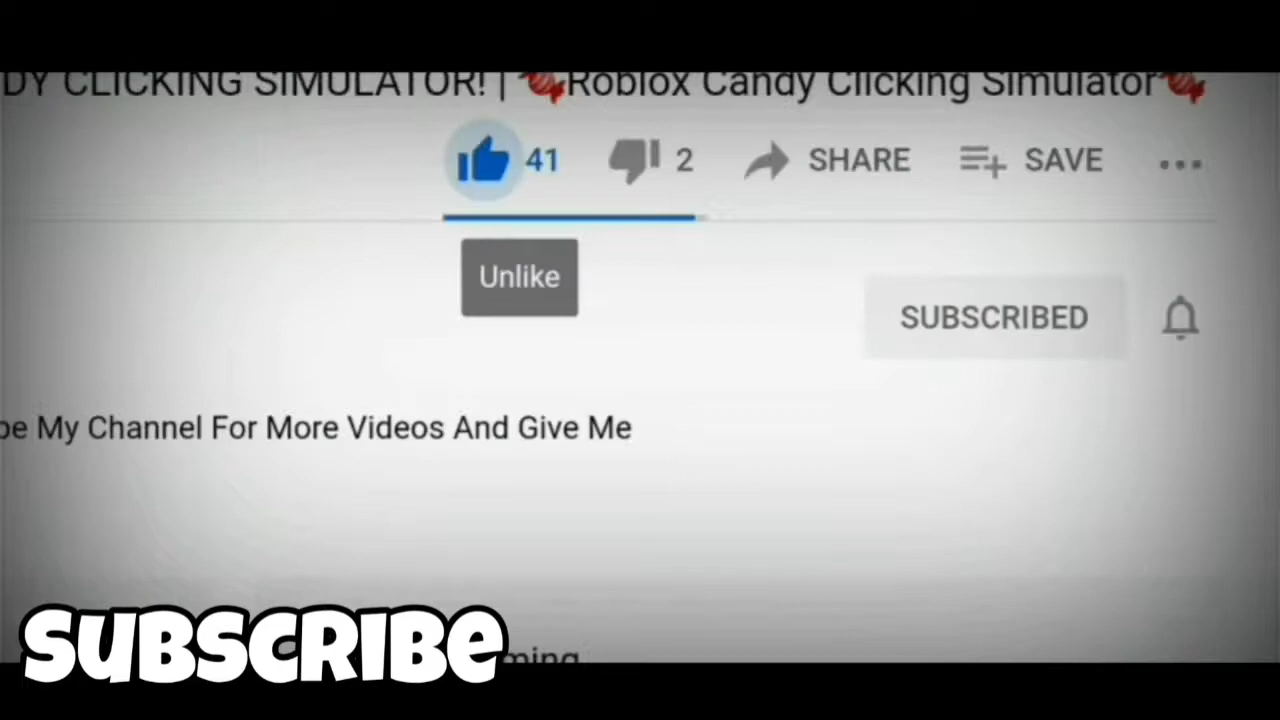 DY CLICKING SIMULATOR! | 🍬Roblox Candy Clicking Simulator🍬
41 2 SHARE SAVE
Unlike
SUBSCRIBED
be My Channel For More Videos And Give Me
SUBSCRIBE